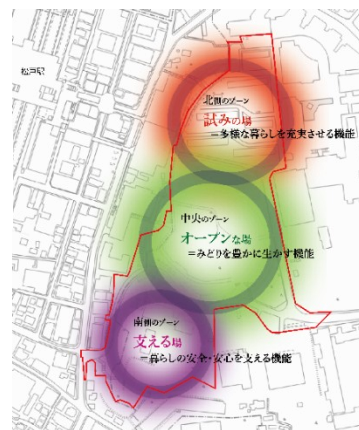 松戸駅
北側のゾーン
試みの場
=多様な暮らしを充実させる機能
中央のゾーン
オープンな場
=みどりを豊かに生かす機能
南側のゾーン
支える場
=暮らしの安全・安心を支える機能